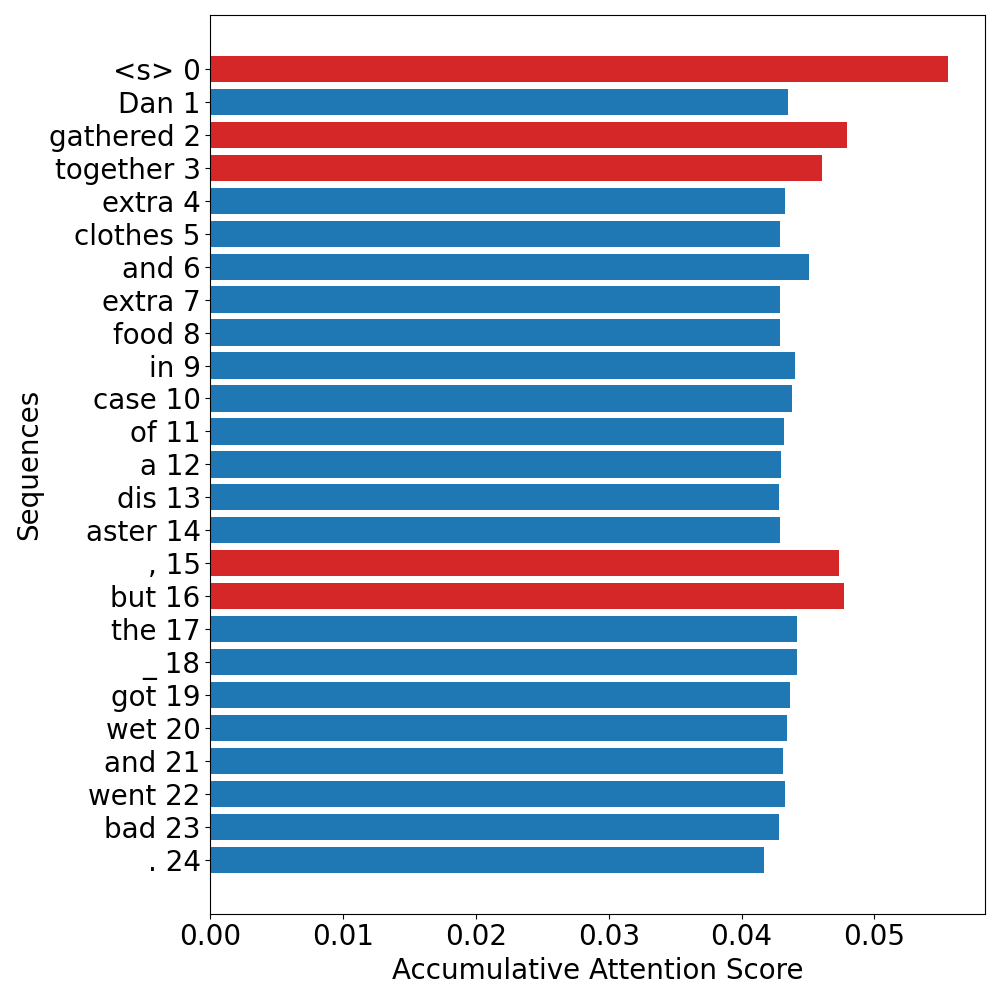 <s> 0
Dan 1
gathered 2
together 3
extra 4
clothes 5
and 6
extra 7
food 8
in 9
case 10
of 11
a 12
dis 13
aster 14
, 15
but 16
the 17
_ 18
got 19
wet 20
and 21
went 22
bad 23
. 24
Sequences
0.00 0.01 0.02 0.03 0.04 0.05
Accumulative Attention Score